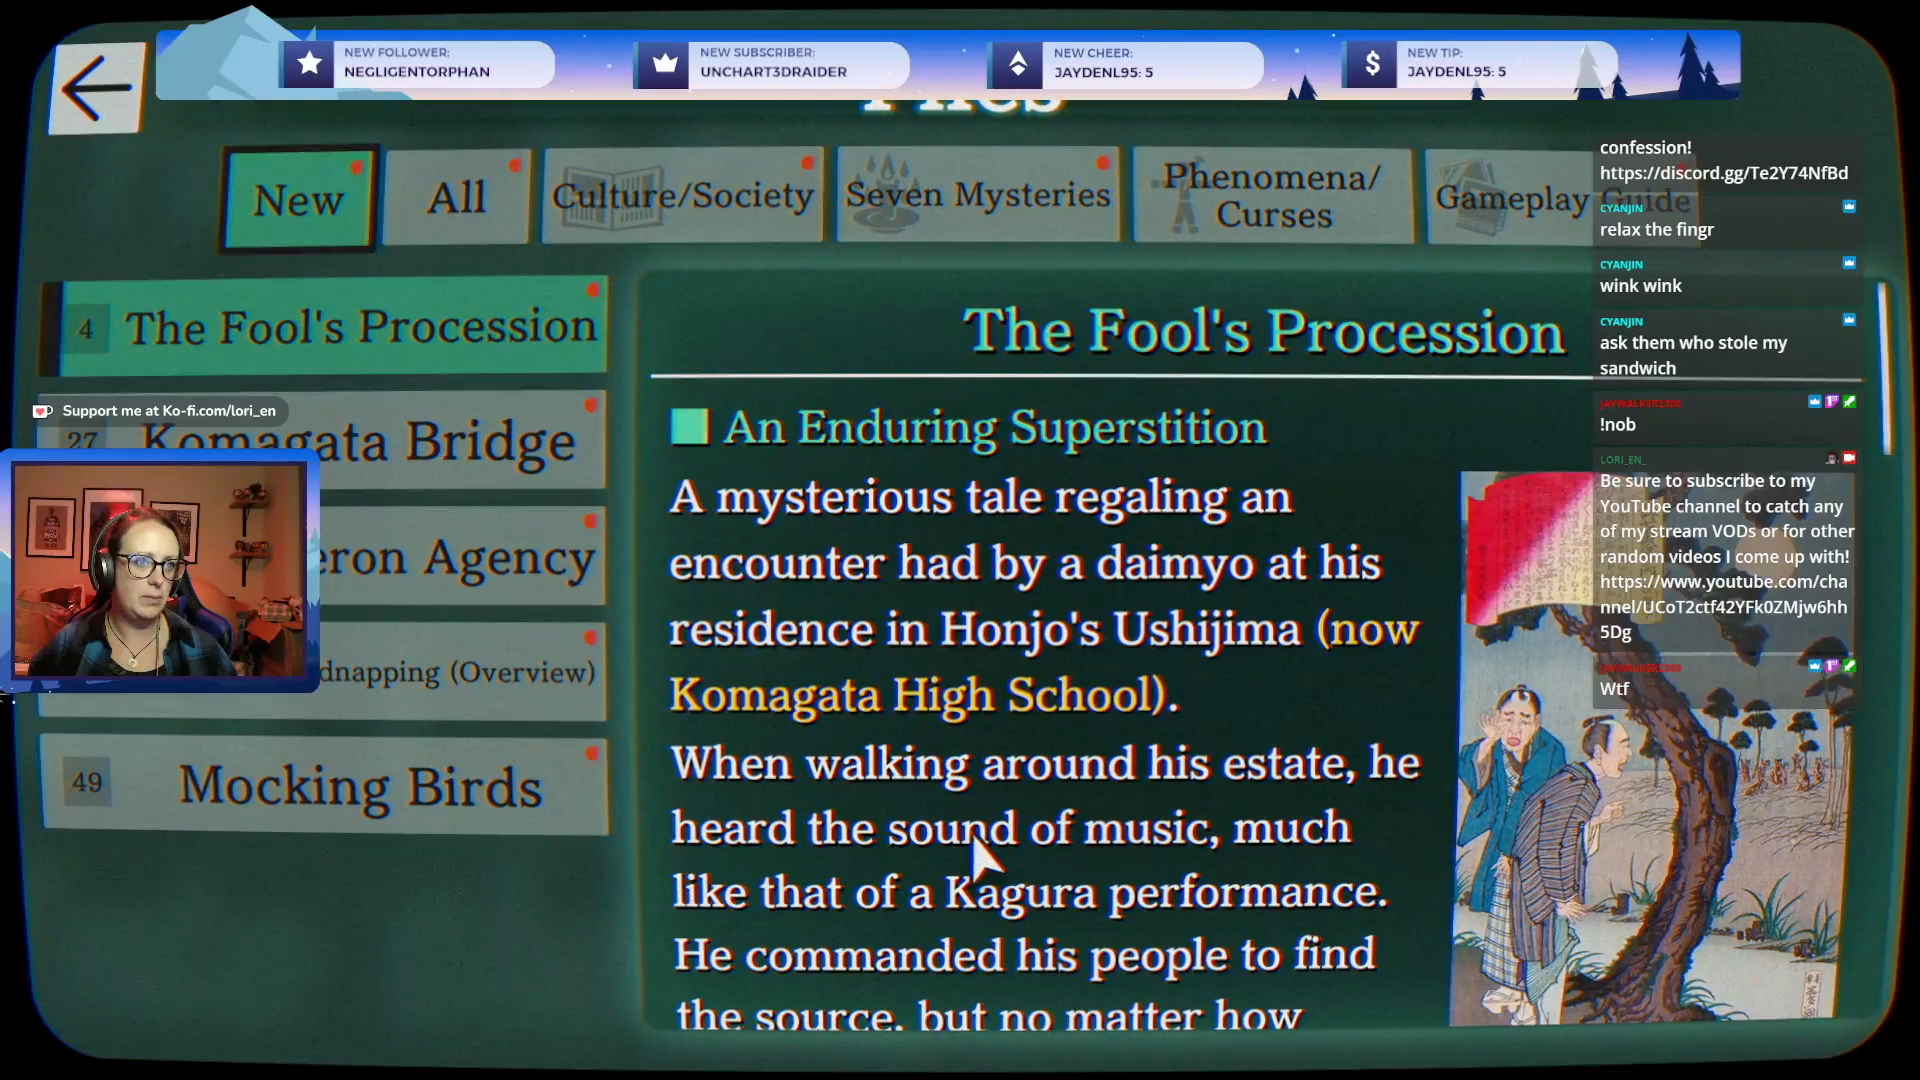 NEW FOLLOWER:
NEGLIGENTORPHAN
NEW SUBSCRIBER:
UNCHART3DRAIDER
NEW CHEER:
JAYDENL95: 5
NEW TIP:
$
JAYDENL95: 5
Files
New
All
Culture/Society
Seven Mysteries
Phenomena/
Curses
Gameplay Guide
4
The Fool's Procession
Support me at Ko-fi.com/lori_en
27
Komagata Bridge
eron Agency
dnapping (Overview)
49
Mocking Birds
The Fool's Procession
An Enduring Superstition
A mysterious tale regaling an
encounter had by a daimyo at his
residence in Honjo's Ushijima (now
Komagata High School).
When walking around his estate, he
heard the sound of music, much
like that of a Kagura performance.
He commanded his people to find
the source, but no matter how
confession!
https://discord.gg/Te2Y74NfBd
CYANJIN
relax the fingr
CYANJIN
wink wink
CYANJIN
ask them who stole my
sandwich
!nob
LORI_EN_
Be sure to subscribe to my
YouTube channel to catch any
of my stream VODs or for other
random videos I come up with!
https://www.youtube.com/cha
nnel/UCoT2ctf42YFk0ZMjw6hh
5Dg
Wtf